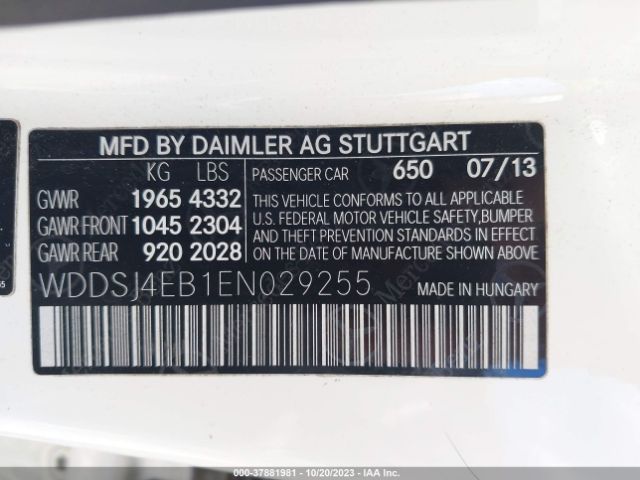 MFD BY DAIMLER AG STUTTGART
KG LBS
GVWR 1965 4332
GAWR FRONT 1045 2304
GAWR REAR 920 2028
PASSENGER CAR 650 07/13
THIS VEHICLE CONFORMS TO ALL APPLICABLE
U.S. FEDERAL MOTOR VEHICLE SAFETY,BUMPER
AND THEFT PREVENTION STANDARDS IN EFFECT
ON THE DATE OF MANUFACTURE SHOWN ABOVE.
WDDSJ4EB1EN029255 MADE IN HUNGARY
000-37881981 - 10/20/2023 - IAA Inc.